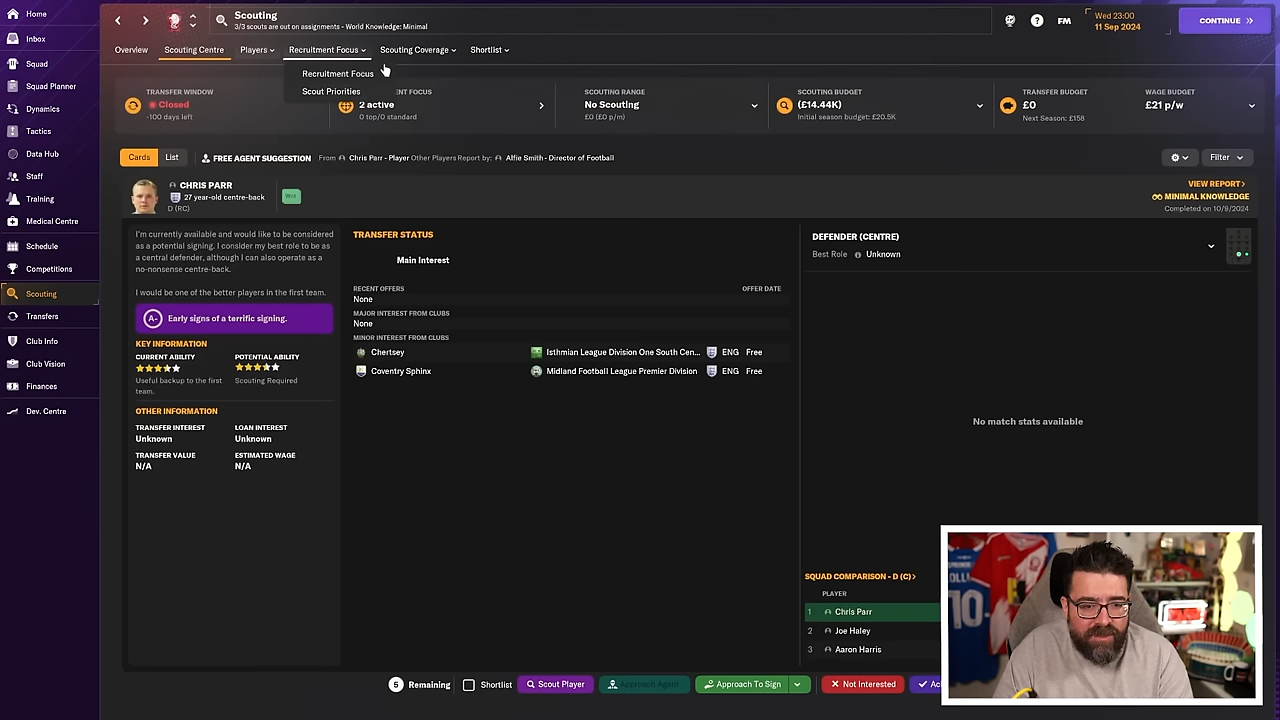 Home
Inbox
Squad
Squad Planner
Dynamics
Tactics
Data Hub
Staff
Training
Medical Centre
Schedule
Competitions
Scouting
Transfers
Club Info
Club Vision
Finances
Dev. Centre
Scouting
3/3 scouts are out on assignments - World Knowledge: Minimal
FM
Wed 23:00
11 Sep 2024
CONTINUE
Overview
Scouting Centre
Players
Recruitment Focus
Scouting Coverage
Shortlist
Recruitment Focus
Scout Priorities
TRANSFER WINDOW
Closed
-100 days left
2 active
0 top/0 standard
SCOUTING RANGE
No Scouting
£0 (£0 p/m)
SCOUTING BUDGET
(£14.44K)
Initial season budget: £20.5K
TRANSFER BUDGET
£0
Next Season: £158
WAGE BUDGET
£21 p/w
Cards
List
FREE AGENT SUGGESTION From Chris Parr - Player Other Players Report by: Alfie Smith - Director of Football
Filter
CHRIS PARR
27 year-old centre-back
D (RC)
Wnt
VIEW REPORT>
MINIMAL KNOWLEDGE
Completed on 10/9/2024
I'm currently available and would like to be considered
as a potential signing. I consider my best role to be as
a central defender, although I can also operate as a
no-nonsense centre-back.
I would be one of the better players in the first team.
A- Early signs of a terrific signing.
KEY INFORMATION
CURRENT ABILITY
Useful backup to the first
team.
POTENTIAL ABILITY
Scouting Required
OTHER INFORMATION
TRANSFER INTEREST
Unknown
LOAN INTEREST
Unknown
TRANSFER VALUE
N/A
ESTIMATED WAGE
N/A
TRANSFER STATUS
Main Interest
RECENT OFFERS
OFFER DATE
None
MAJOR INTEREST FROM CLUBS
None
MINOR INTEREST FROM CLUBS
Chertsey Isthmian League Division One South Cen... ENG Free
Coventry Sphinx Midland Football League Premier Division ENG Free
DEFENDER (CENTRE)
Best Role Unknown
No match stats available
SQUAD COMPARISON - D (C)>
PLAYER
1 Chris Parr
2 Joe Haley
3 Aaron Harris
5 Remaining
Shortlist
Scout Player
Approach Agent
Approach To Sign
Not Interested
Ac
10